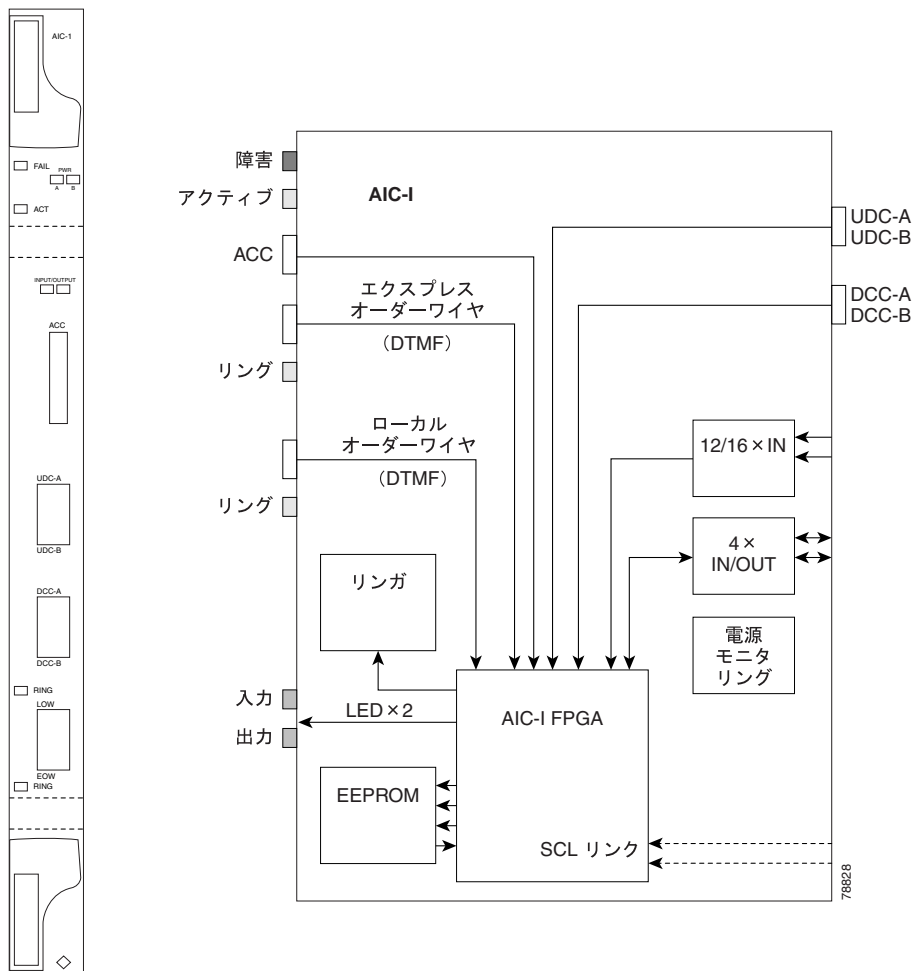 AIC-1
FAIL
PWR
A B
ACT
INPUT/OUTPUT
ACC
UDC-A
UDC-B
DCC-A
DCC-B
RING
LOW
EOW
RING
障害
アクティブ
AIC-I
ACC
エクスプレス
オーダーワイヤ
(DTMF)
リング
ローカル
オーダーワイヤ
(DTMF)
リング
リンガ
入力
LED×2
出力
EEPROM
AIC-I FPGA
SCL リンク
UDC-A
UDC-B
DCC-A
DCC-B
12/16×IN
4×
IN/OUT
電源
モニタ
リング
78828